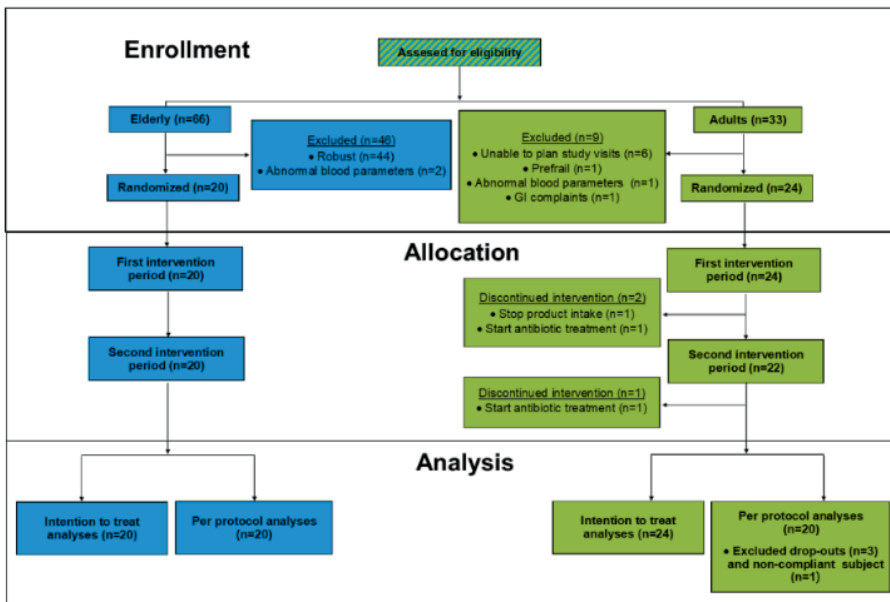 Enrollment
Assesed for eligibility
Elderly (n=66)
Adults (n=33)
Excluded (n=46)
• Robust (n=44)
• Abnormal blood parameters (n=2)
Excluded (n=9)
• Unable to plan study visits (n=6)
• Prefrail (n=1)
• Abnormal blood parameters (n=1)
• GI complaints (n=1)
Randomized (n=20)
Randomized (n=24)
Allocation
First intervention
period (n=20)
First intervention
period (n=24)
Discontinued intervention (n=2)
• Stop product intake (n=1)
• Start antibiotic treatment (n=1)
Second intervention
period (n=20)
Second intervention
period (n=22)
Discontinued intervention (n=1)
• Start antibiotic treatment (n=1)
Analysis
Intention to treat
analyses (n=20)
Per protocol analyses
(n=20)
Intention to treat
analyses (n=24)
Per protocol analyses
(n=20)
• Excluded drop-outs (n=3)
and non-compliant subject
(n=1)